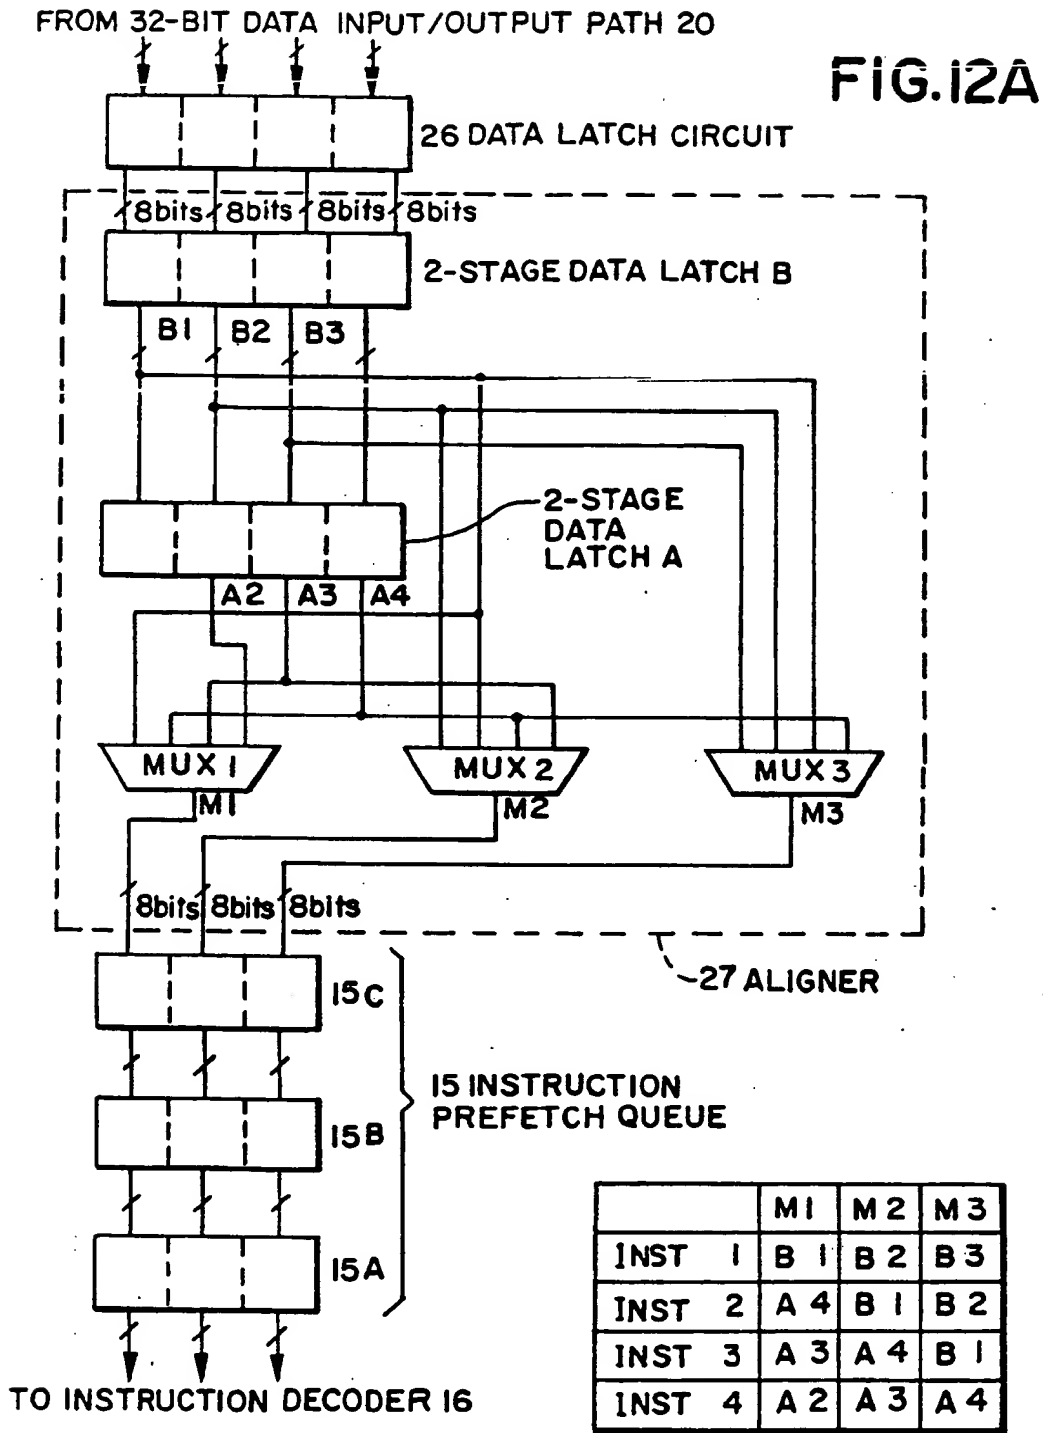 FROM 32-BIT DATA INPUT/OUTPUT PATH 20
FIG.12A
26 DATA LATCH CIRCUIT
8bits 8bits 8bits 8bits
2-STAGE DATA LATCH B
B1 B2 B3
2-STAGE
DATA
LATCH A
A2 A3 A4
MUX 1 MUX 2 MUX 3
M1 M2 M3
8bits 8bits 8bits
27 ALIGNER
15C
15 INSTRUCTION
PREFETCH QUEUE
15B
15A
TO INSTRUCTION DECODER 16
M1 M2 M3
INST 1 B1 B2 B3
INST 2 A4 B1 B2
INST 3 A3 A4 B1
INST 4 A2 A3 A4